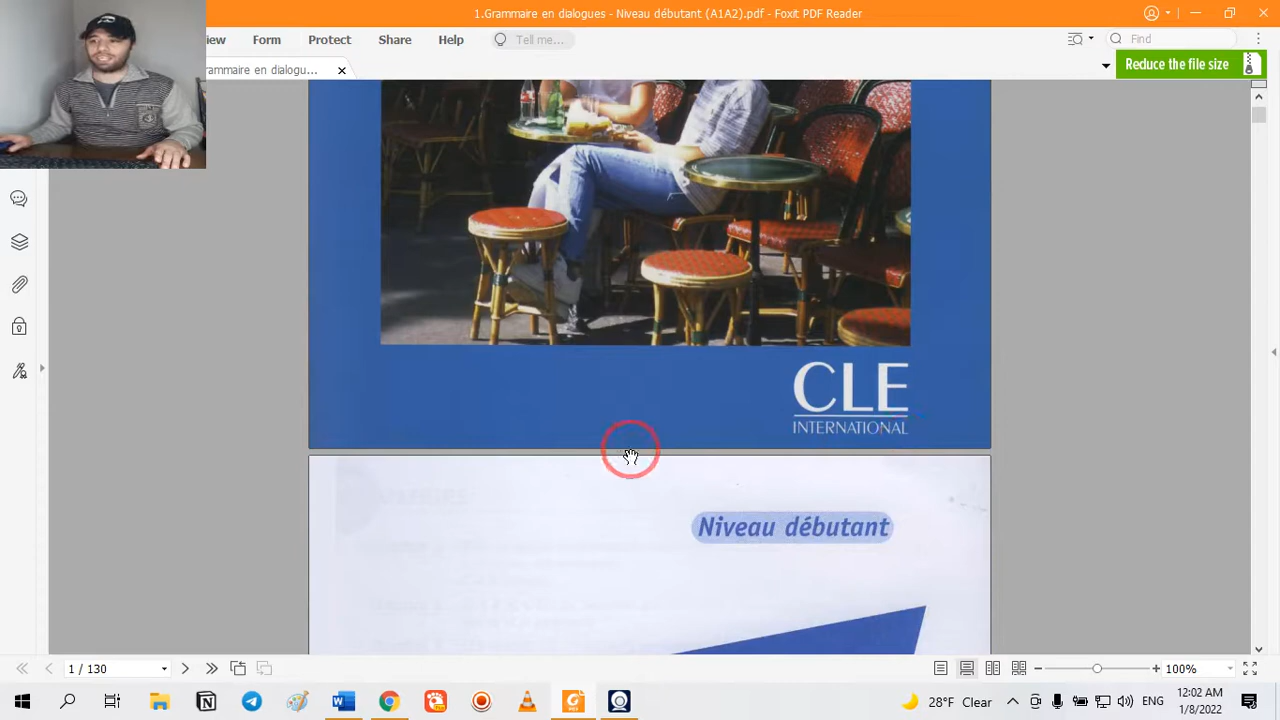 1.Grammaire en dialogues - Niveau débutant (A1A2).pdf - Foxit PDF Reader
iew Form Protect Share Help Tell me... Find
rammaire en dialogu... Reduce the file size
CLE
INTERNATIONAL
Niveau débutant
1 / 130 100%
28°F Clear ENG 12:02 AM
1/8/2022